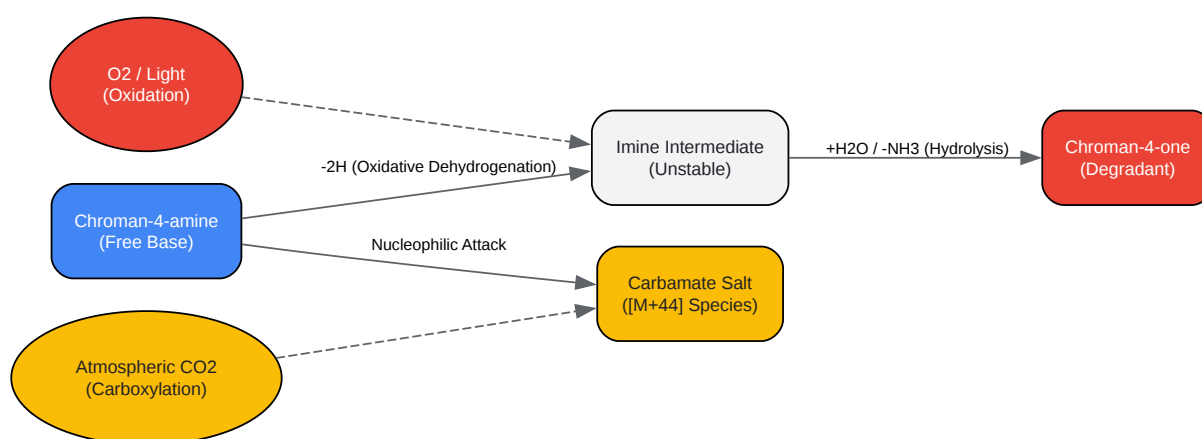 O2 / Light
(Oxidation)
Imine Intermediate
(Unstable)
+H2O / -NH3 (Hydrolysis)
Chroman-4-one
(Degradant)
-2H (Oxidative Dehydrogenation)
Chroman-4-amine
(Free Base)
Nucleophilic Attack
Carbamate Salt
([M+44] Species)
Atmospheric CO2
(Carboxylation)